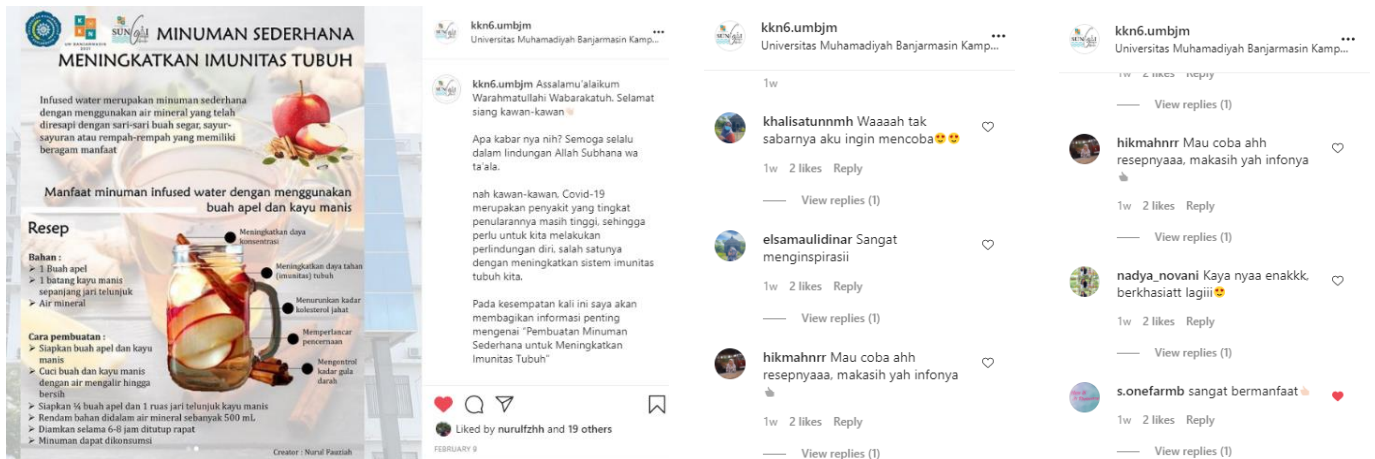 UM BANJARMASIN
SUNgai
MINUMAN SEDERHANA
MENINGKATKAN IMUNITAS TUBUH
Infused water merupakan minuman sederhana
dengan menggunakan air mineral yang telah
diresapi dengan sari-sari buah segar, sayur-
sayuran atau rempah-rempah yang memiliki
beragam manfaat
Manfaat minuman infused water dengan menggunakan
buah apel dan kayu manis
Resep
Bahan :
➤ 1 Buah apel
➤ 1 batang kayu manis
sepanjang jari telunjuk
➤ Air mineral
Cara pembuatan :
➤ Siapkan buah apel dan kayu
manis
➤ Cuci buah dan kayu manis
dengan air mengalir hingga
bersih
➤ Siapkan ¼ buah apel dan 1 ruas jari telunjuk kayu manis
➤ Rendam bahan didalam air mineral sebanyak 500 mL
➤ Diamkan selama 6-8 jam ditutup rapat
➤ Minuman dapat dikonsumsi
Meningkatkan daya
konsentrasi
Meningkatkan daya tahan
(imunitas) tubuh
Menurunkan kadar
kolesterol jahat
Memperlancar
pencernaan
Mengentrol
kadar gula
darah
Creator : Nurul Fauziah
kkn6.umbjm
Universitas Muhamadiyah Banjarmasin Kamp...
kkn6.umbjm Assalamu'alaikum
Warahmatullahi Wabarakatuh. Selamat
siang kawan-kawan👋🏻
Apa kabar nya nih? Semoga selalu
dalam lindungan Allah Subhana wa
ta'ala.
nah kawan-kawan, Covid-19
merupakan penyakit yang tingkat
penularannya masih tinggi, sehingga
perlu untuk kita melakukan
perlindungan diri. salah satunya
dengan meningkatkan sistem imunitas
tubuh kita.
Pada kesempatan kali ini saya akan
membagikan informasi penting
mengenai "Pembuatan Minuman
Sederhana untuk Meningkatkan
Imunitas Tubuh"
Liked by nurulfzhh and 19 others
FEBRUARY 9
kkn6.umbjm
Universitas Muhamadiyah Banjarmasin Kamp...
1w
khalisatunnmh Waaaah tak
sabarnya aku ingin mencoba😍😍
1w 2 likes Reply
View replies (1)
elsamaulidinar Sangat
menginspirasii
1w 2 likes Reply
View replies (1)
hikmahnrr Mau coba ahh
resepnyaaa, makasih yah infonya
1w 2 likes Reply
View replies (1)
kkn6.umbjm
Universitas Muhamadiyah Banjarmasin Kamp...
1w 2 likes Reply
View replies (1)
hikmahnrr Mau coba ahh
resepnyaaa, makasih yah infonya
1w 2 likes Reply
View replies (1)
nadya_novani Kaya nyaa enakkk,
berkhasiatt lagiii😍
1w 2 likes Reply
View replies (1)
s.onefarmb sangat bermanfaat
1w 2 likes Reply
View replies (1)